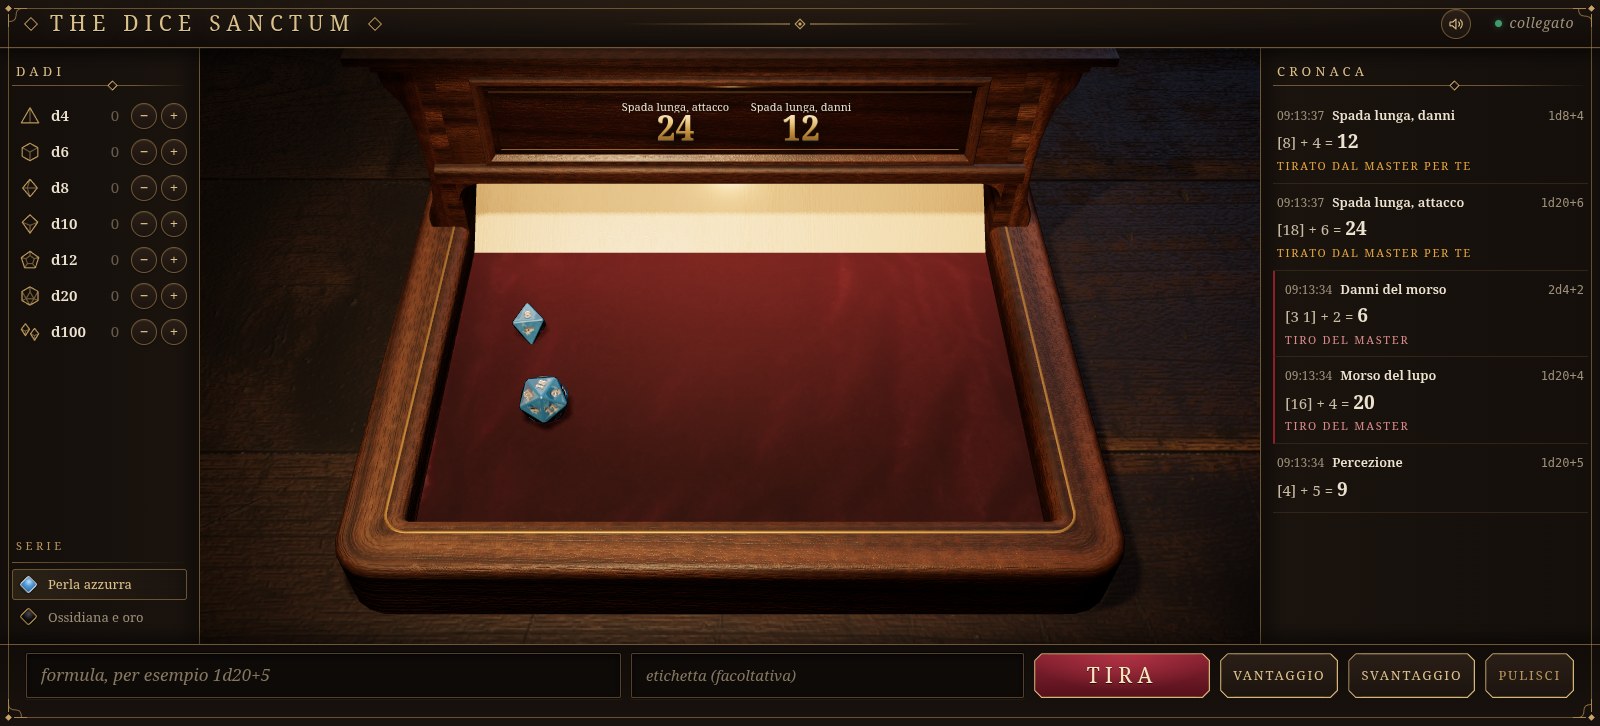 THE DICE SANCTUM
collegato
DADI
d4 0 − +
d6 0 − +
d8 0 − +
d10 0 − +
d12 0 − +
d20 0 − +
d100 0 − +
SERIE
Perla azzurra
Ossidiana e oro
Spada lunga, attacco
24
Spada lunga, danni
12
CRONACA
09:13:37 Spada lunga, danni 1d8+4
[8] + 4 = 12
TIRATO DAL MASTER PER TE
09:13:37 Spada lunga, attacco 1d20+6
[18] + 6 = 24
TIRATO DAL MASTER PER TE
09:13:34 Danni del morso 2d4+2
[3 1] + 2 = 6
TIRO DEL MASTER
09:13:34 Morso del lupo 1d20+4
[16] + 4 = 20
TIRO DEL MASTER
09:13:34 Percezione 1d20+5
[4] + 5 = 9
formula, per esempio 1d20+5
etichetta (facoltativa)
TIRA
VANTAGGIO
SVANTAGGIO
PULISCI